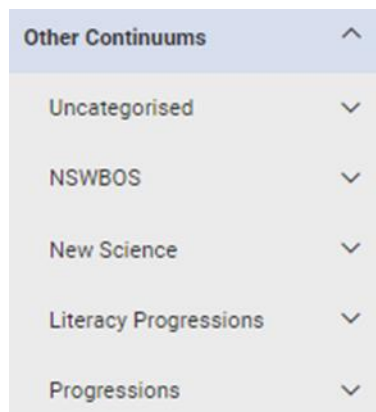 Other Continuums
Uncategorised
NSWBOS
New Science
Literacy Progressions
Progressions